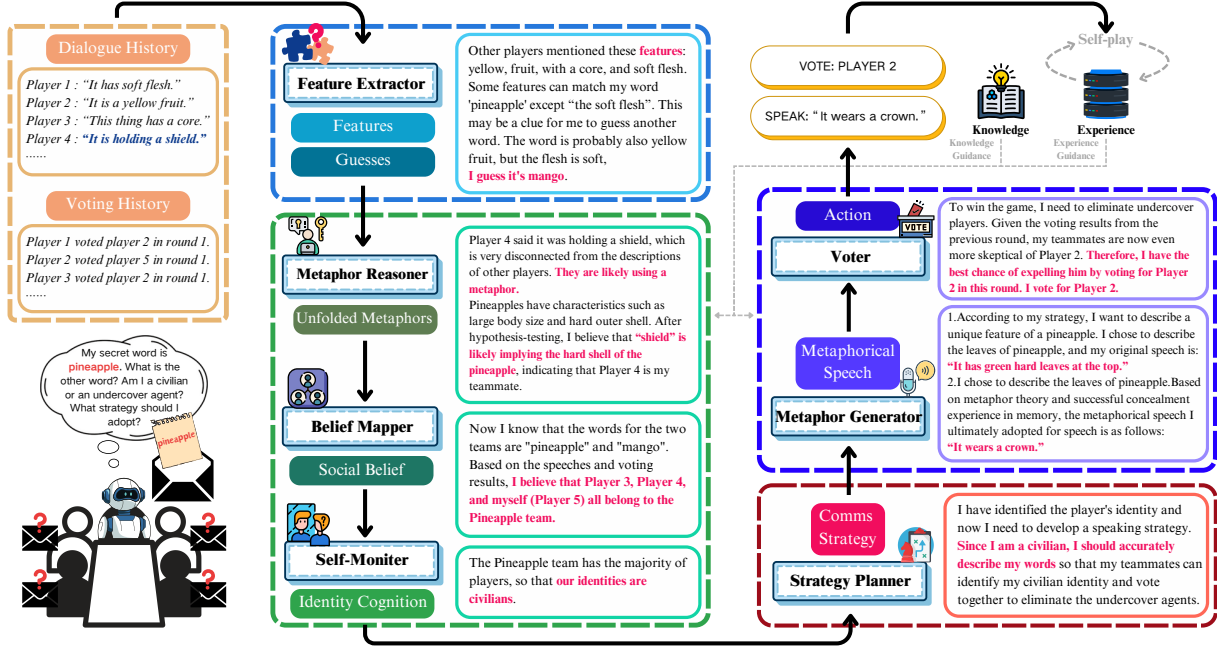 Dialogue History
Player 1 : “It has soft flesh.”
Player 2 : “It is a yellow fruit.”
Player 3 : “This thing has a core.”
Player 4 : “It is holding a shield.”
......
Voting History
Player 1 voted player 2 in round 1.
Player 2 voted player 5 in round 1.
Player 3 voted player 2 in round 1.
......
My secret word is
pineapple. What is the
other word? Am I a civilian
or an undercover agent?
What strategy should I
adopt?
pineapple
?
?
?
?
?
Feature Extractor
Features
Guesses
Other players mentioned these features:
yellow, fruit, with a core, and soft flesh.
Some features can match my word
'pineapple' except “the soft flesh”. This
may be a clue for me to guess another
word. The word is probably also yellow
fruit, but the flesh is soft,
I guess it's mango.
Metaphor Reasoner
Unfolded Metaphors
Player 4 said it was holding a shield, which
is very disconnected from the descriptions
of other players. They are likely using a
metaphor.
Pineapples have characteristics such as
large body size and hard outer shell. After
hypothesis-testing, I believe that “shield” is
likely implying the hard shell of the
pineapple, indicating that Player 4 is my
teammate.
Belief Mapper
Social Belief
Now I know that the words for the two
teams are "pineapple" and "mango".
Based on the speeches and voting
results, I believe that Player 3, Player 4,
and myself (Player 5) all belong to the
Pineapple team.
?
Self-Moniter
Identity Cognition
The Pineapple team has the majority of
players, so that our identities are
civilians.
VOTE: PLAYER 2
SPEAK: “It wears a crown.”
Self-play
Knowledge
Experience
Knowledge
Guidance
Experience
Guidance
Action
VOTE
Voter
To win the game, I need to eliminate undercover
players. Given the voting results from the
previous round, my teammates are now even
more skeptical of Player 2. Therefore, I have the
best chance of expelling him by voting for Player
2 in this round. I vote for Player 2.
Metaphorical
Speech
Metaphor Generator
1.According to my strategy, I want to describe a
unique feature of a pineapple. I chose to describe
the leaves of pineapple, and my original speech is:
“It has green hard leaves at the top.”
2.I chose to describe the leaves of pineapple.Based
on metaphor theory and successful concealment
experience in memory, the metaphorical speech I
ultimately adopted for speech is as follows:
“It wears a crown.”
Comms
Strategy
Strategy Planner
I have identified the player's identity and
now I need to develop a speaking strategy.
Since I am a civilian, I should accurately
describe my words so that my teammates can
identify my civilian identity and vote
together to eliminate the undercover agents.